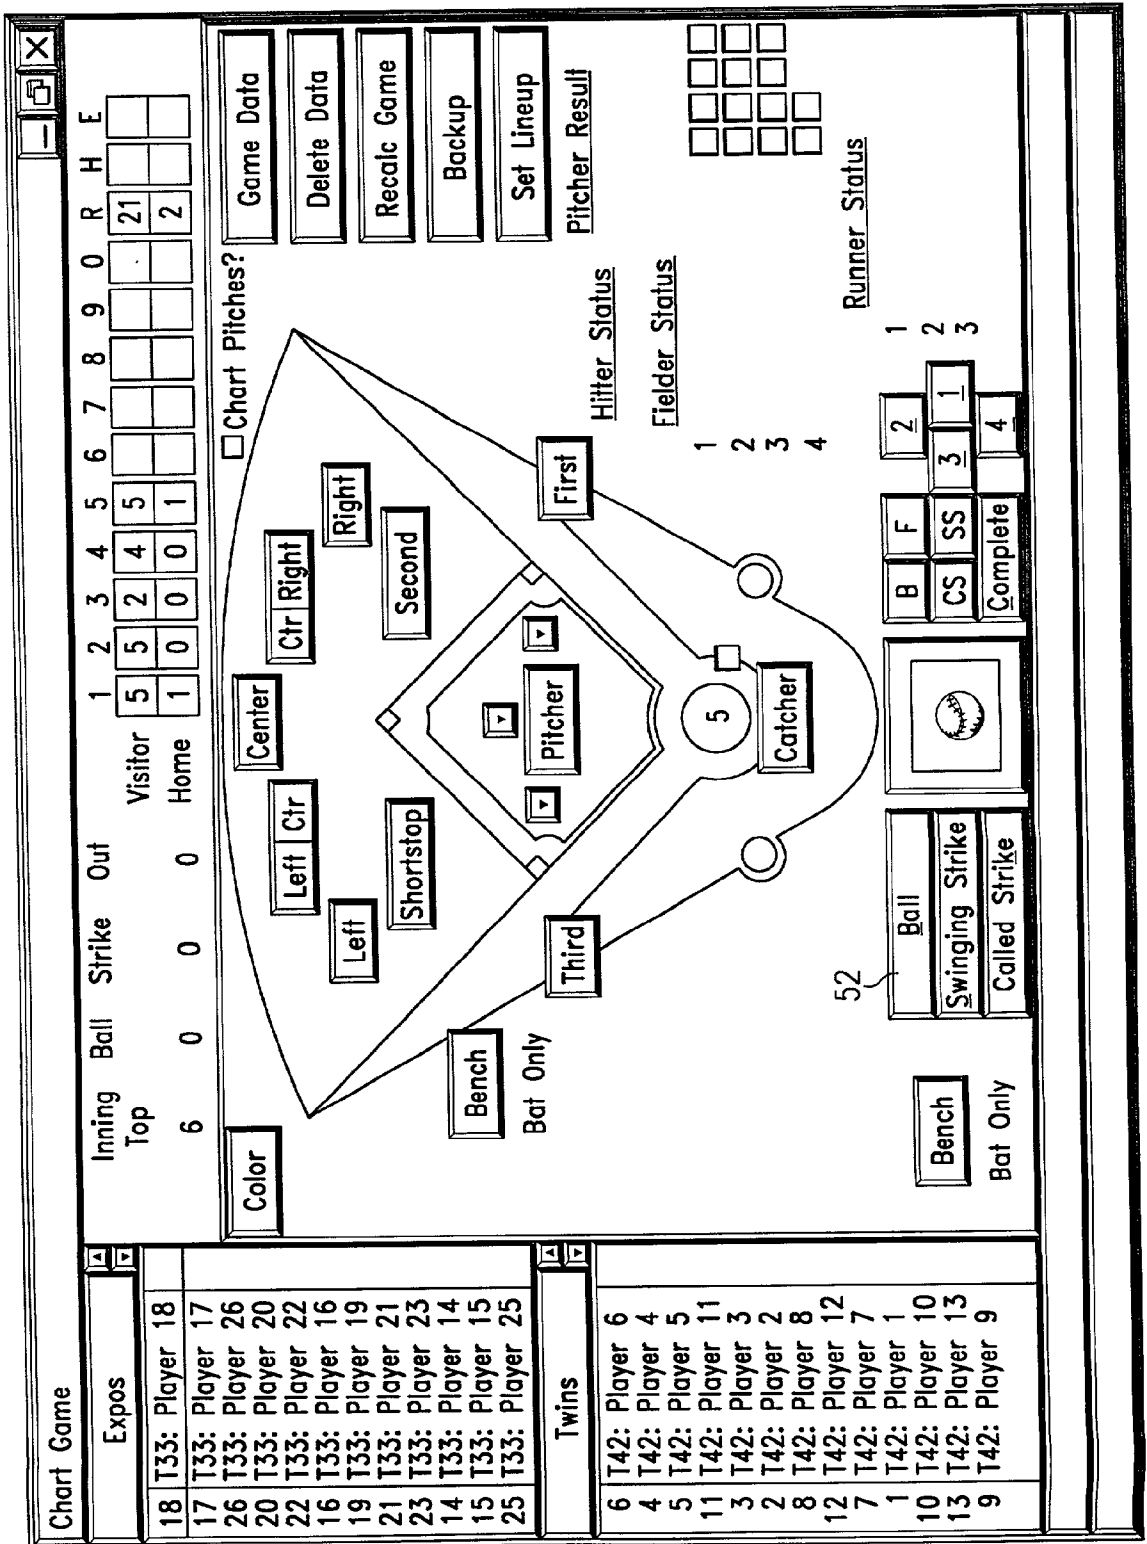 Chart Game
Expos
18 T33: Player 18
17 T33: Player 17
26 T33: Player 26
20 T33: Player 20
22 T33: Player 22
16 T33: Player 16
19 T33: Player 19
21 T33: Player 21
23 T33: Player 23
14 T33: Player 14
15 T33: Player 15
25 T33: Player 25
Twins
6 T42: Player 6
4 T42: Player 4
5 T42: Player 5
11 T42: Player 11
3 T42: Player 3
2 T42: Player 2
8 T42: Player 8
12 T42: Player 12
7 T42: Player 7
1 T42: Player 1
10 T42: Player 10
13 T42: Player 13
9 T42: Player 9
Inning Ball Strike Out
Top
6 0 0 0
1 2 3 4 5 6 7 8 9 0 R H E
Visitor 5 5 2 4 5 21
Home 1 0 0 0 1 2
Color
Chart Pitches?
Game Data
Delete Data
Recalc Game
Backup
Set Lineup
Pitcher Result
Center
Left Ctr
Ctr Right
Left
Right
Shortstop
Second
Pitcher
Third
First
Bench
Bat Only
5
Catcher
Hitter Status
Fielder Status
1
2
3
4
Runner Status
1
2
3
52
Ball
Swinging Strike
Called Strike
B F
CS SS
Complete
2
3 1
4
Bench
Bat Only